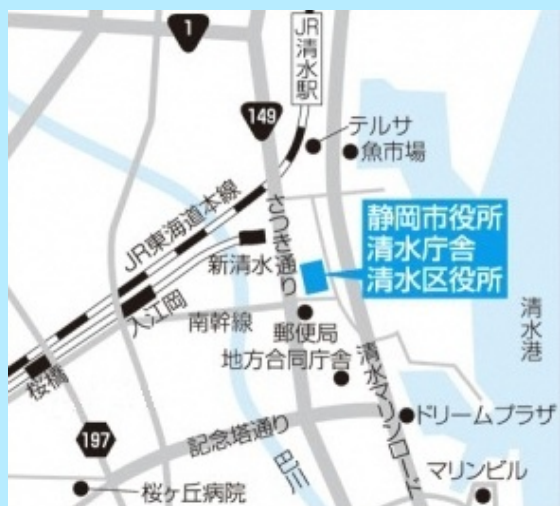 1
JR清水駅
149
テルサ
魚市場
JR東海道本線
さつき通り
静岡市役所
清水庁舎
清水区役所
新清水
入江岡
南幹線
郵便局
清水港
地方合同庁舎
桜橋
清水マリンロード
197
記念塔通り
ドリームプラザ
巴川
マリンビル
桜ヶ丘病院